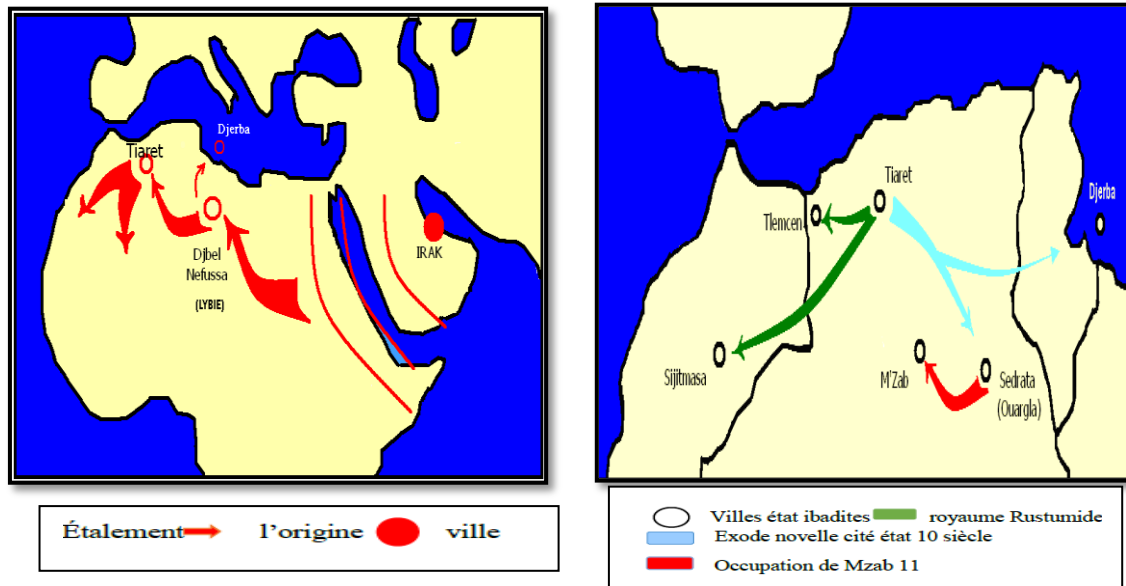 Djerba
Tiaret
Djbel
Nefussa
(LYBIE)
IRAK
Étalement l'origine ville
Tiaret
Tlemcen
Djerba
Sijitmasa
M'Zab
Sedrata
(Ouargla)
Villes état ibadites royaume Rustumide
Exode novelle cité état 10 siècle
Occupation de Mzab 11